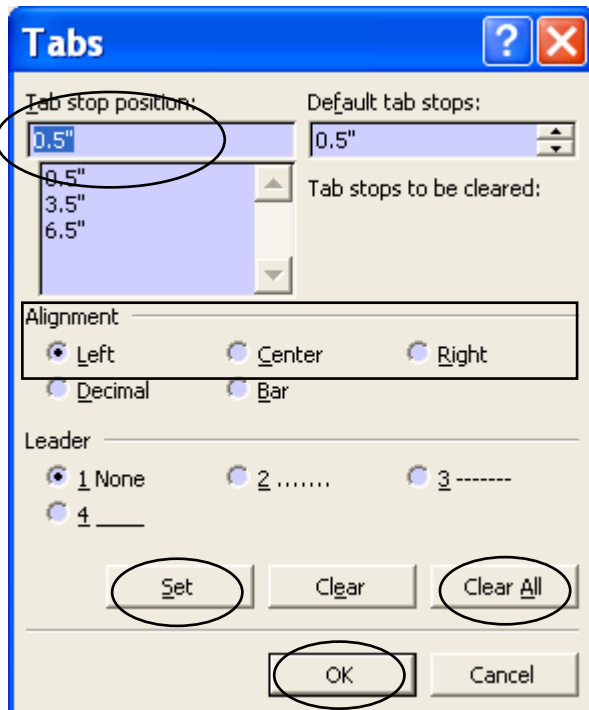 Tabs
Tab stop position:
Default tab stops:
0.5"
0.5"
0.5"
3.5"
6.5"
Tab stops to be cleared:
Alignment
Left Center Right
Decimal Bar
Leader
1 None 2 ....... 3 -------
4 ____
Set Clear Clear All
OK Cancel